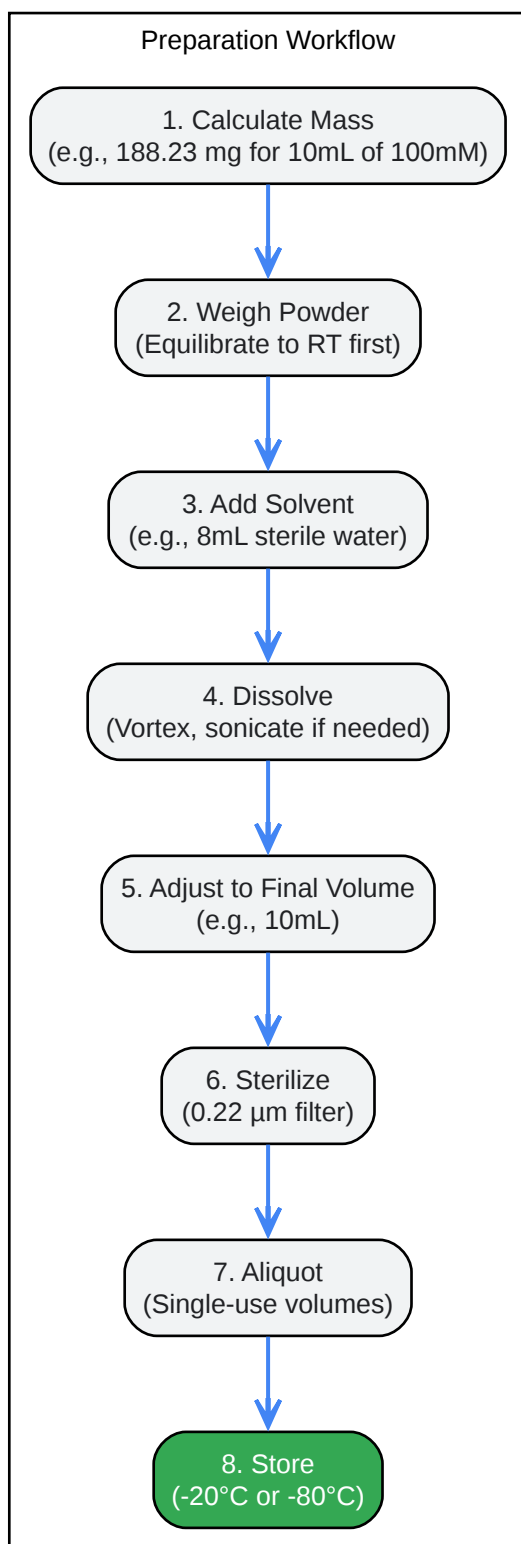 Preparation Workflow
1. Calculate Mass
(e.g., 188.23 mg for 10mL of 100mM)
2. Weigh Powder
(Equilibrate to RT first)
3. Add Solvent
(e.g., 8mL sterile water)
4. Dissolve
(Vortex, sonicate if needed)
5. Adjust to Final Volume
(e.g., 10mL)
6. Sterilize
(0.22 µm filter)
7. Aliquot
(Single-use volumes)
8. Store
(-20°C or -80°C)